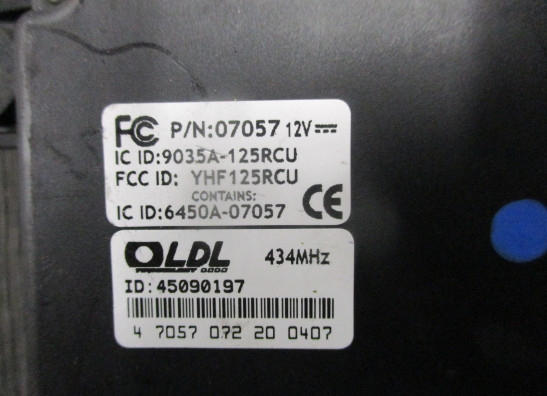 FC P/N:07057 12V
IC ID:9035A-125RCU
FCC ID: YHF125RCU
CONTAINS:
IC ID:6450A-07057 CE
LDL 434MHz
TECHNOLOGY
ID:45090197
4 7057 072 20 0407